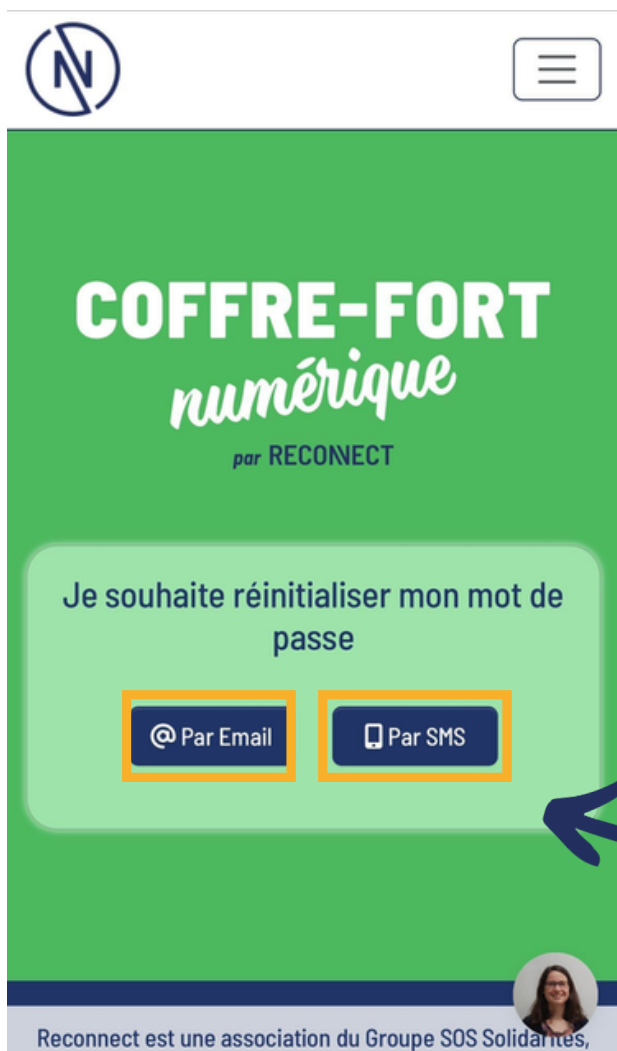 N
COFFRE-FORT
numérique
par RECONNECT
Je souhaite réinitialiser mon mot de
passe
@ Par Email
Par SMS
Reconnect est une association du Groupe SOS Solidarités,